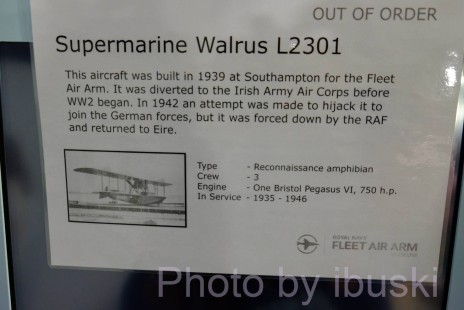 OUT OF ORDER
Supermarine Walrus L2301
This aircraft was built in 1939 at Southampton for the Fleet
Air Arm. It was diverted to the Irish Army Air Corps before
WW2 began. In 1942 an attempt was made to hijack it to
join the German forces, but it was forced down by the RAF
and returned to Eire.
Type - Reconnaissance amphibian
Crew - 3
Engine - One Bristol Pegasus VI, 750 h.p.
In Service - 1935 - 1946
FLEET AIR ARM
MUSEUM
Photo by ibuski